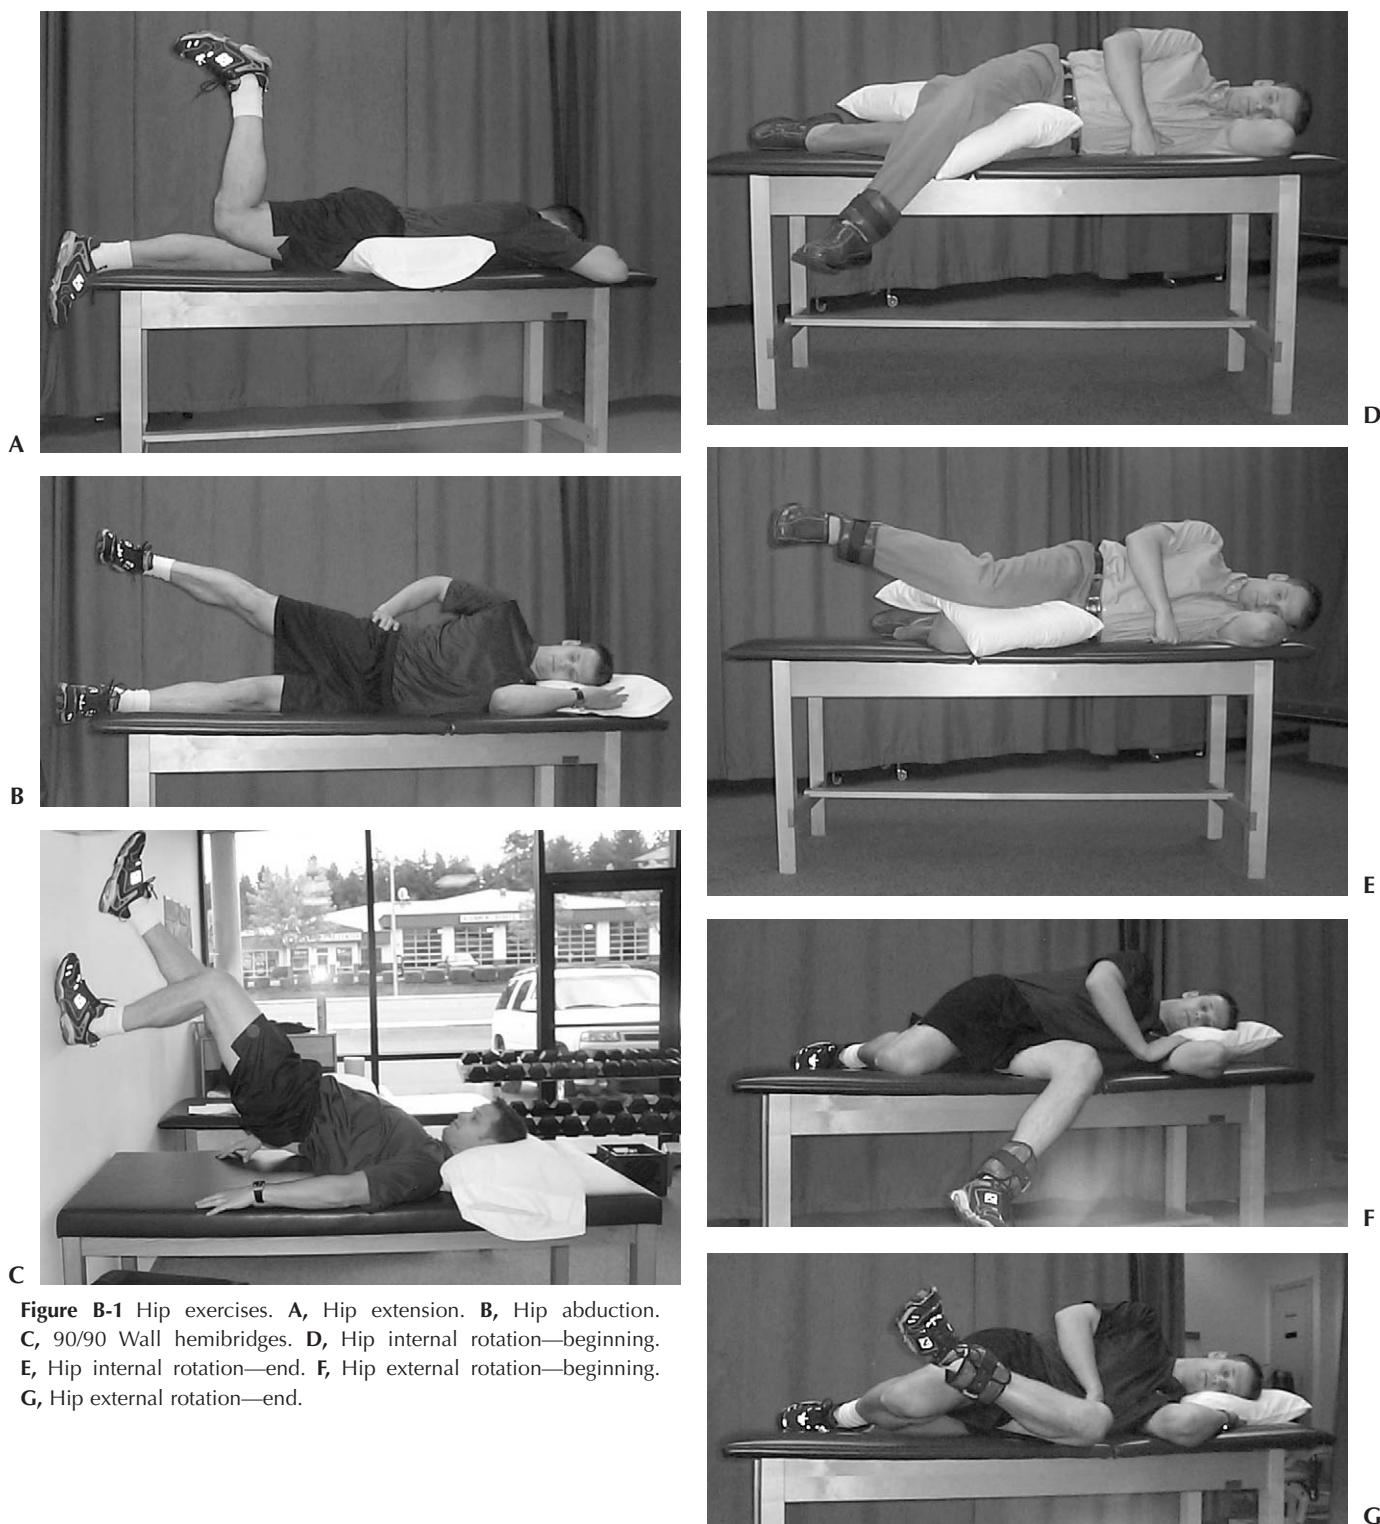 A
B
C
Figure B-1 Hip exercises. A, Hip extension. B, Hip abduction.
C, 90/90 Wall hemibridges. D, Hip internal rotation—beginning.
E, Hip internal rotation—end. F, Hip external rotation—beginning.
G, Hip external rotation—end.
D
E
F
G